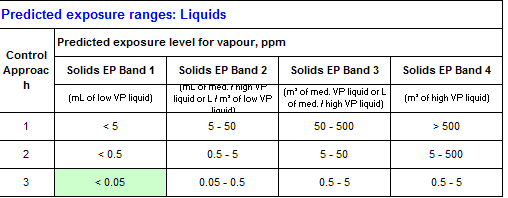 Predicted exposure ranges: Liquids
Control Approac h
Predicted exposure level for vapour, ppm
Solids EP Band 1
Solids EP Band 2
Solids EP Band 3
Solids EP Band 4
(mL of low VP liquid)
(mL of med. / high VP
liquid or L / m³ of low VP
liquid)
(m³ of med. VP liquid or L
of med. / high VP liquid)
(m³ of high VP liquid)
1
< 5
5 - 50
50 - 500
> 500
2
< 0.5
0.5 - 5
5 - 50
5 - 500
3
< 0.05
0.05 - 0.5
0.5 - 5
0.5 - 5